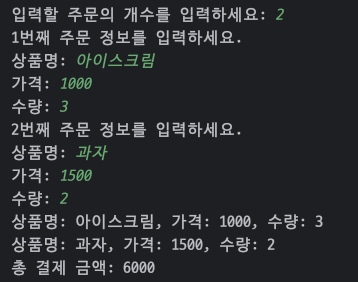 입력할 주문의 개수를 입력하세요: 2
1번째 주문 정보를 입력하세요.
상품명: 아이스크림
가격: 1000
수량: 3
2번째 주문 정보를 입력하세요.
상품명: 과자
가격: 1500
수량: 2
상품명: 아이스크림, 가격: 1000, 수량: 3
상품명: 과자, 가격: 1500, 수량: 2
총 결제 금액: 6000